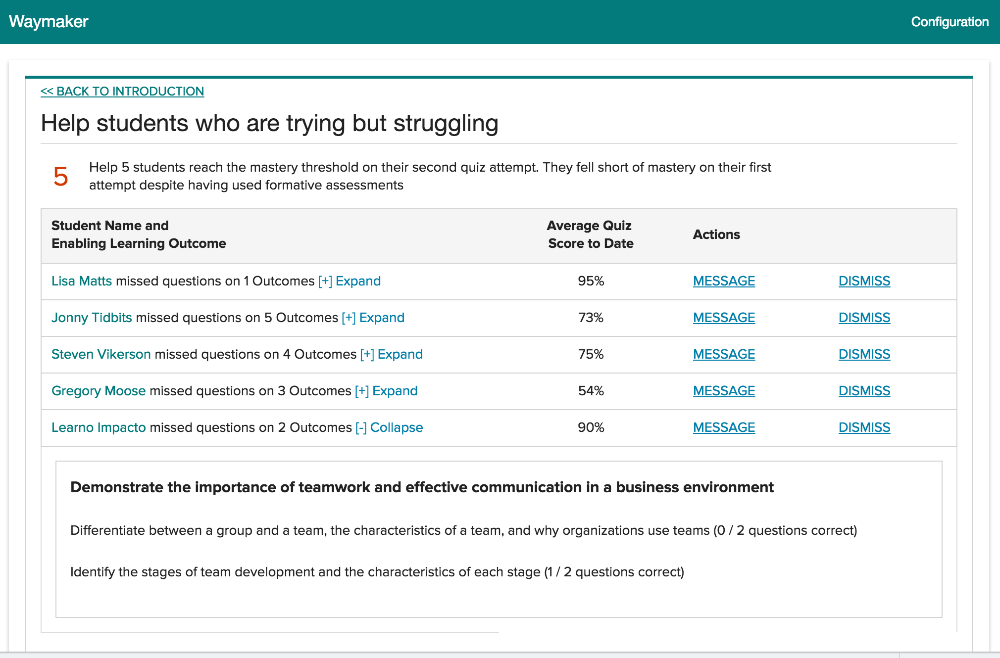 Waymaker
Configuration
<< BACK TO INTRODUCTION
Help students who are trying but struggling
5
Help 5 students reach the mastery threshold on their second quiz attempt. They fell short of mastery on their first
attempt despite having used formative assessments
Student Name and
Enabling Learning Outcome
Average Quiz
Score to Date
Actions
Lisa Matts missed questions on 1 Outcomes [+] Expand 95% MESSAGE DISMISS
Jonny Tidbits missed questions on 5 Outcomes [+] Expand 73% MESSAGE DISMISS
Steven Vikerson missed questions on 4 Outcomes [+] Expand 75% MESSAGE DISMISS
Gregory Moose missed questions on 3 Outcomes [+] Expand 54% MESSAGE DISMISS
Learno Impacto missed questions on 2 Outcomes [-] Collapse 90% MESSAGE DISMISS
Demonstrate the importance of teamwork and effective communication in a business environment
Differentiate between a group and a team, the characteristics of a team, and why organizations use teams (0 / 2 questions correct)
Identify the stages of team development and the characteristics of each stage (1 / 2 questions correct)